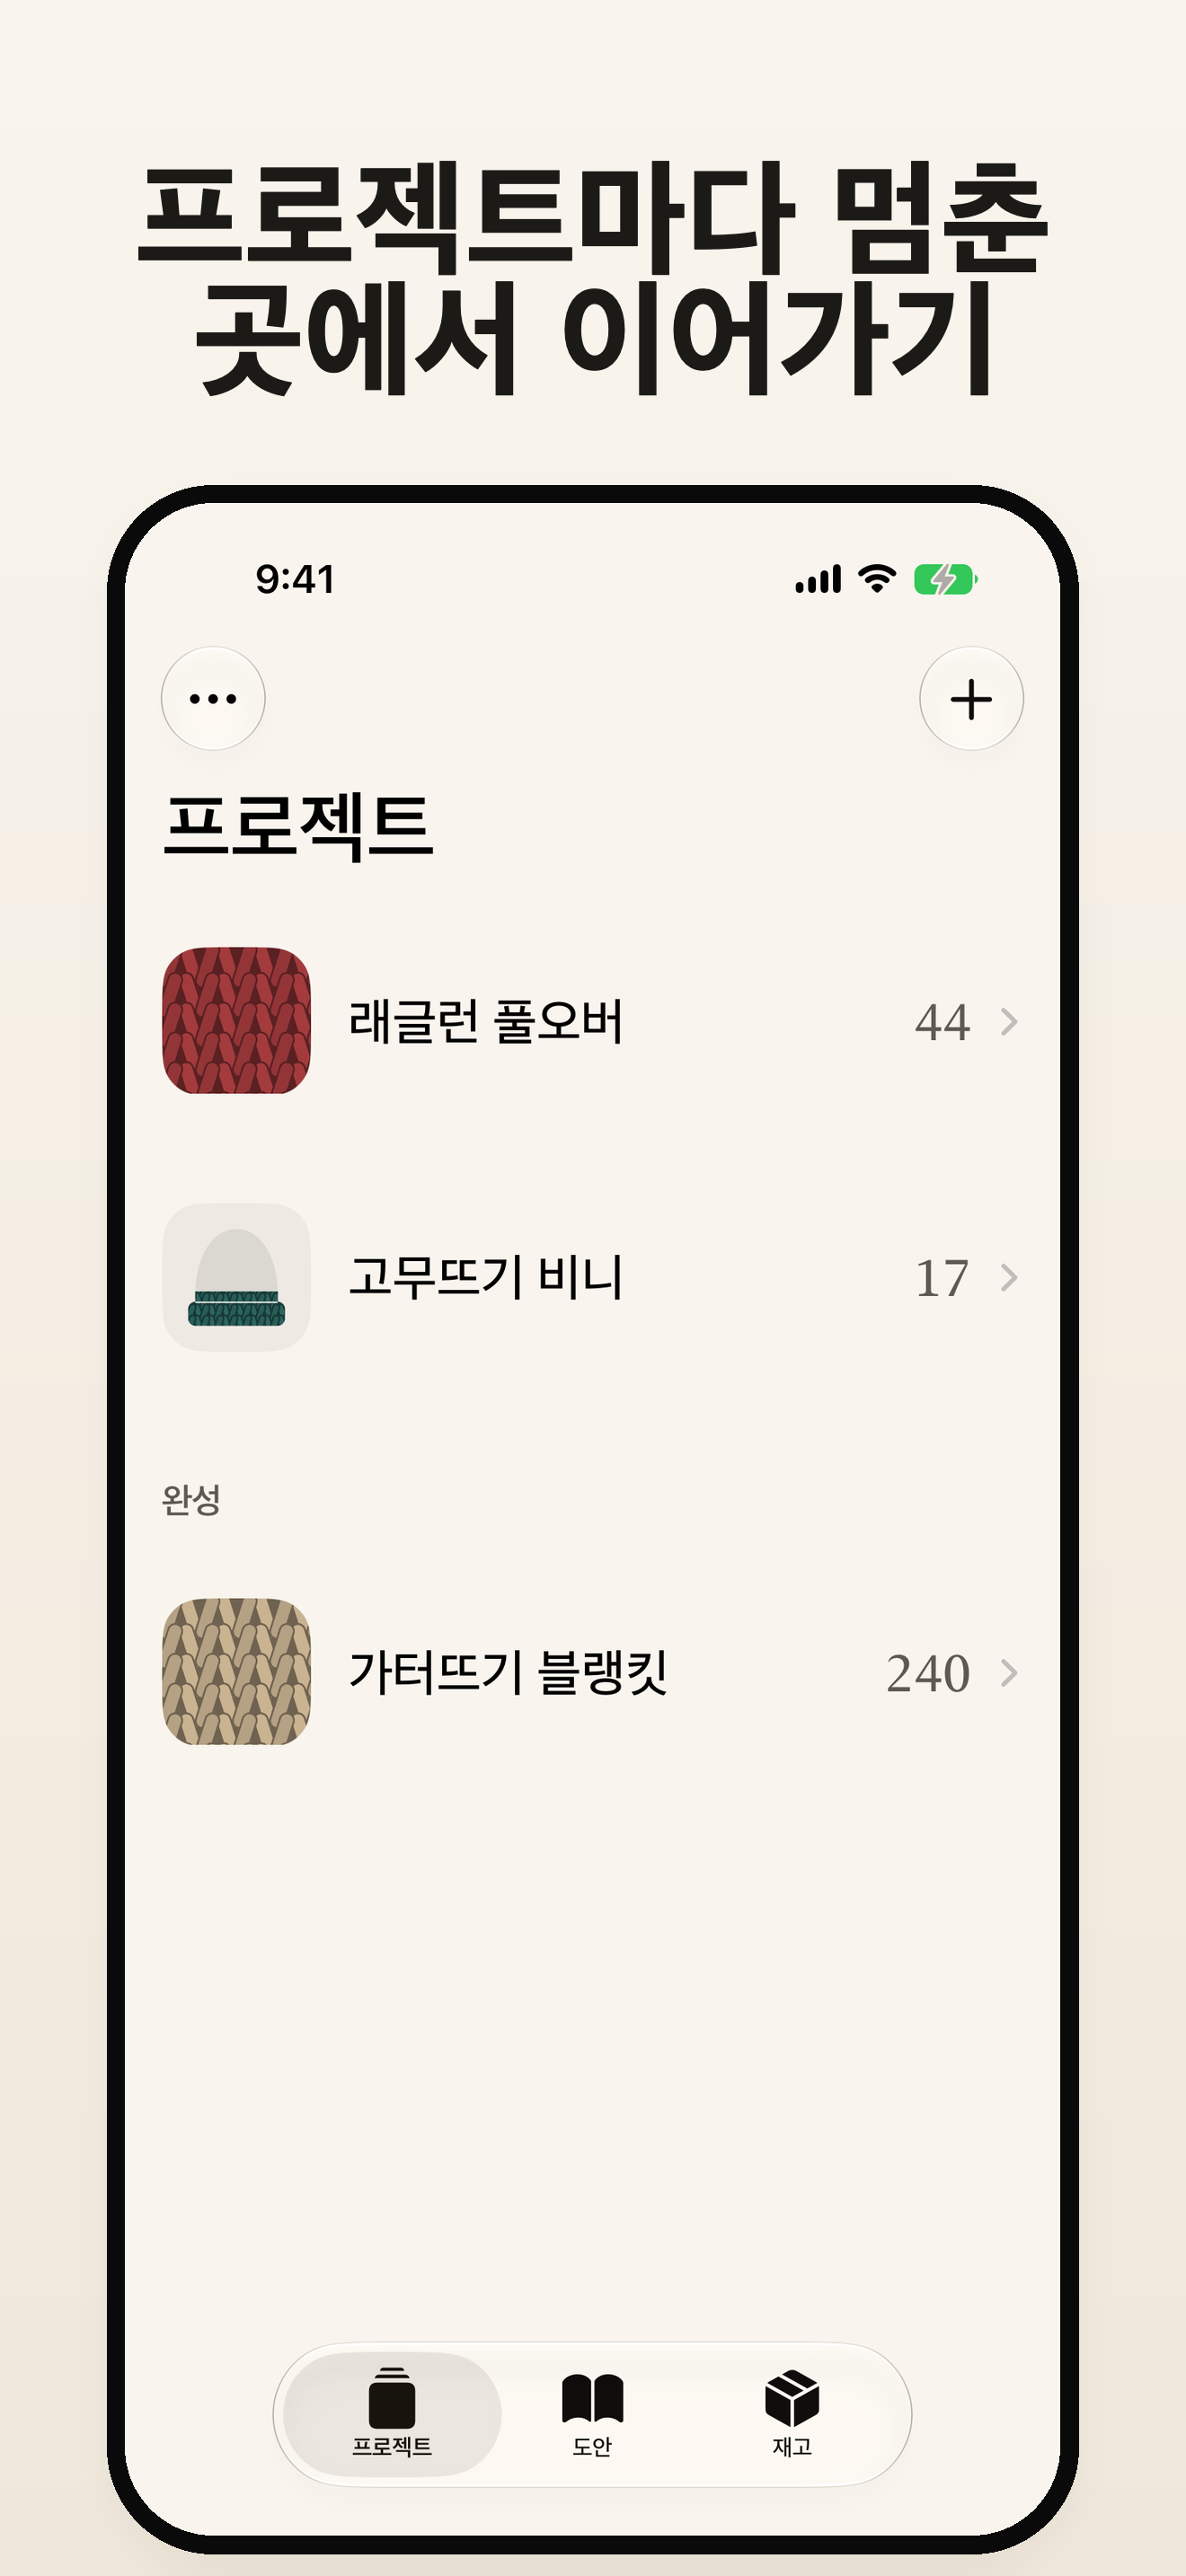 프로젝트마다 멈춘
곳에서 이어가기
9:41
프로젝트
래글런 풀오버 44
고무뜨기 비니 17
완성
가터뜨기 블랭킷 240
프로젝트 도안 재고